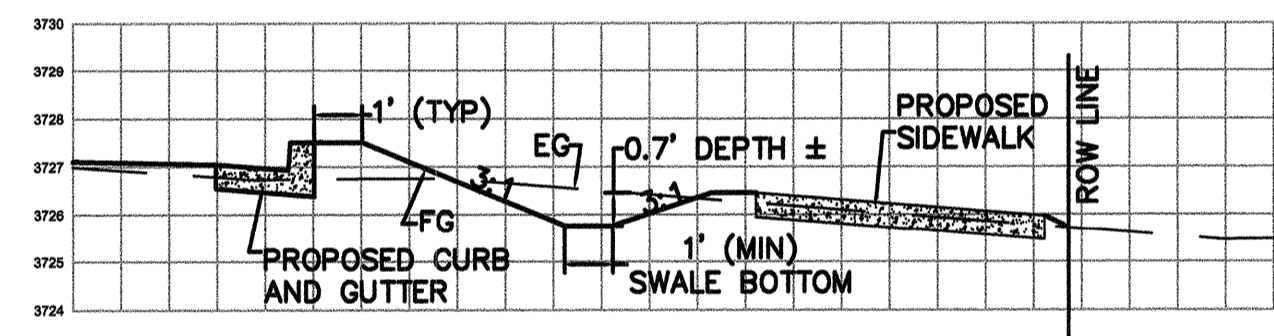 3730
3729
3728
3727
3726
3725
3724
1' (TYP)
EG
0.7' DEPTH ±
PROPOSED
SIDEWALK
ROW LINE
3:1
3:1
FG
PROPOSED CURB
AND GUTTER
1' (MIN)
SWALE BOTTOM